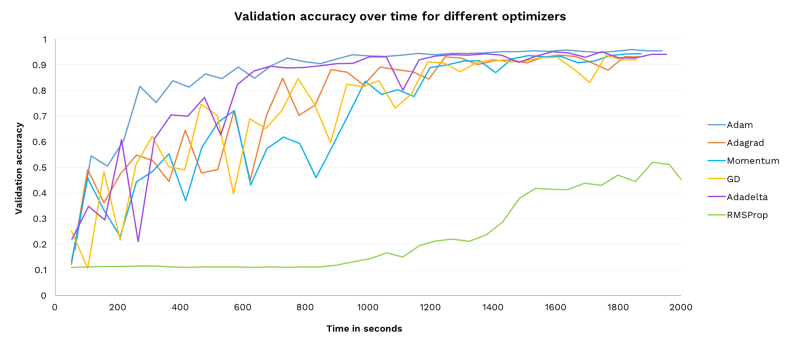 Validation accuracy over time for different optimizers
1
0.9
0.8
0.7
0.6
0.5
0.4
0.3
0.2
0.1
0
Validation accuracy
0 200 400 600 800 1000 1200 1400 1600 1800 2000
Time in seconds
Adam
Adagrad
Momentum
GD
Adadelta
RMSProp